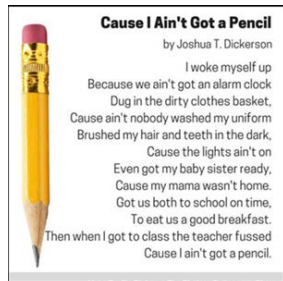 Cause I Ain't Got a Pencil
by Joshua T. Dickerson
I woke myself up
Because we ain't got an alarm clock
Dug in the dirty clothes basket,
Cause ain't nobody washed my uniform
Brushed my hair and teeth in the dark,
Cause the lights ain't on
Even got my baby sister ready,
Cause my mama wasn't home.
Got us both to school on time,
To eat us a good breakfast.
Then when I got to class the teacher fussed
Cause I ain't got a pencil.